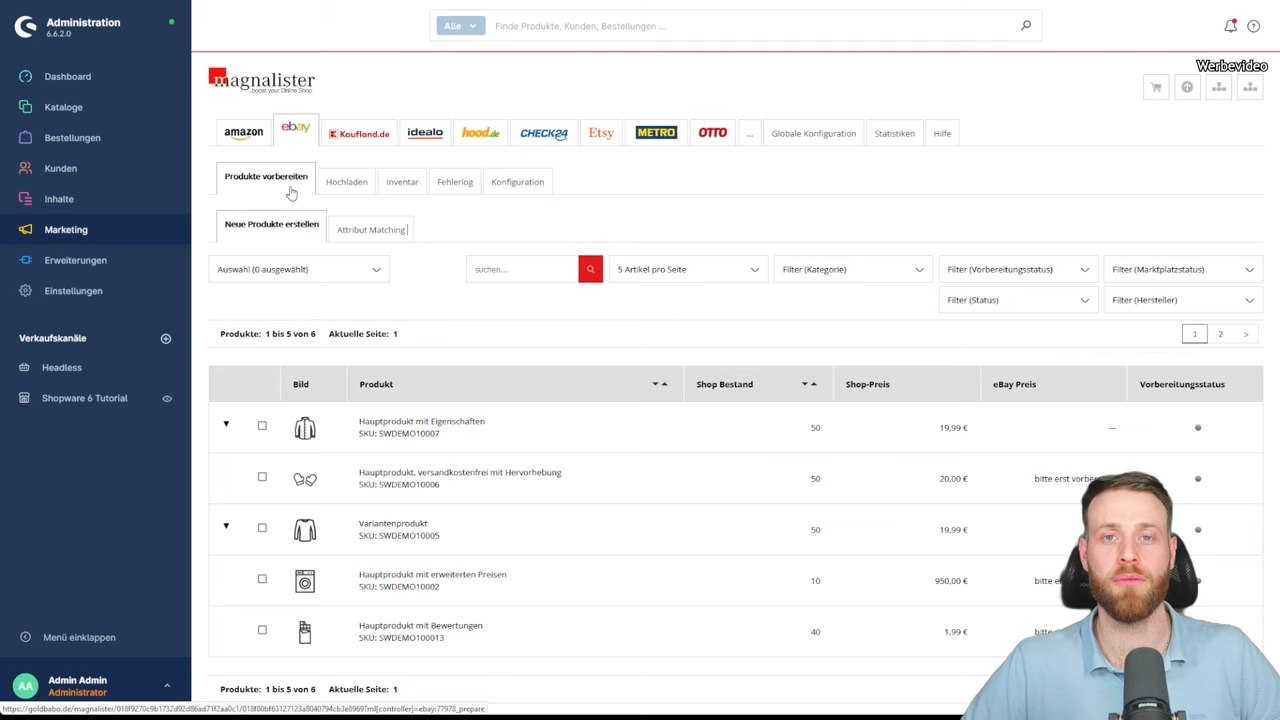 Administration
6.6.2.0
Alle
Finde Produkte, Kunden, Bestellungen ...
Werbevideo
Dashboard
Kataloge
Bestellungen
Kunden
Inhalte
Marketing
Erweiterungen
Einstellungen
Verkaufskanäle
Headless
Shopware 6 Tutorial
Menü einklappen
AA
Admin Admin
Administrator
magnalister
boost your Online Shop
amazon
ebay
Kaufland.de
idealo
hood.de
CHECK24
Etsy
METRO
OTTO
...
Globale Konfiguration
Statistiken
Hilfe
Produkte vorbereiten
Hochladen
Inventar
Fehlerlog
Konfiguration
Neue Produkte erstellen
Attribut Matching
Auswahl (0 ausgewählt)
suchen....
5 Artikel pro Seite
Filter (Kategorie)
Filter (Vorbereitungsstatus)
Filter (Marktplatzstatus)
Filter (Status)
Filter (Hersteller)
Produkte: 1 bis 5 von 6 Aktuelle Seite: 1
1 2 >
Bild Produkt Shop Bestand Shop-Preis eBay Preis Vorbereitungsstatus
Hauptprodukt mit Eigenschaften
SKU: SWDEMO10007
50 19,99 € —
Hauptprodukt, versandkostenfrei mit Hervorhebung
SKU: SWDEMO10006
50 20,00 € bitte erst
Variantenprodukt
SKU: SWDEMO10005
50 19,99 €
Hauptprodukt mit erweiterten Preisen
SKU: SWDEMO10002
10 950,00 € bitte
Hauptprodukt mit Bewertungen
SKU: SWDEMO100013
40 1,99 € bitte
Produkte: 1 bis 5 von 6 Aktuelle Seite: 1